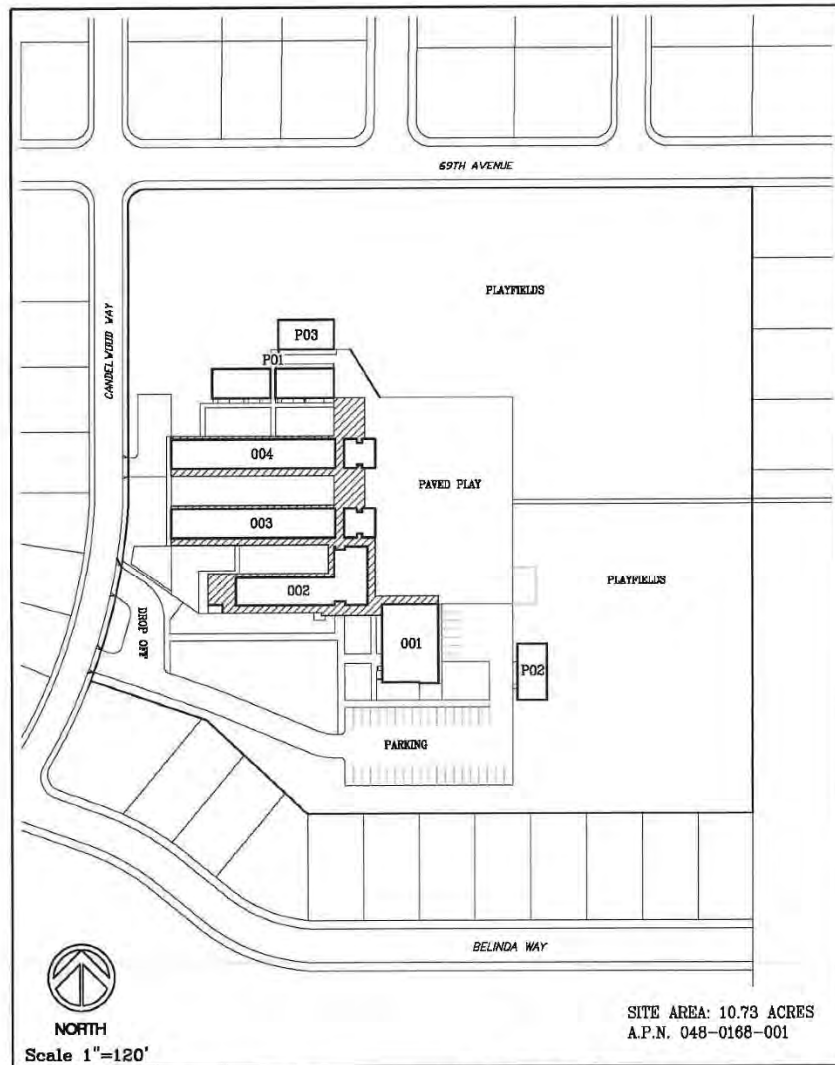 69TH AVENUE
PLAYFIELDS
CANDELWOOD WAY
P03
P01
004
PAVED PLAY
003
PLAYFIELDS
002
DROP OFF
001
P02
PARKING
BELINDA WAY
NORTH
Scale 1"=120'
SITE AREA: 10.73 ACRES
A.P.N. 048-0168-001